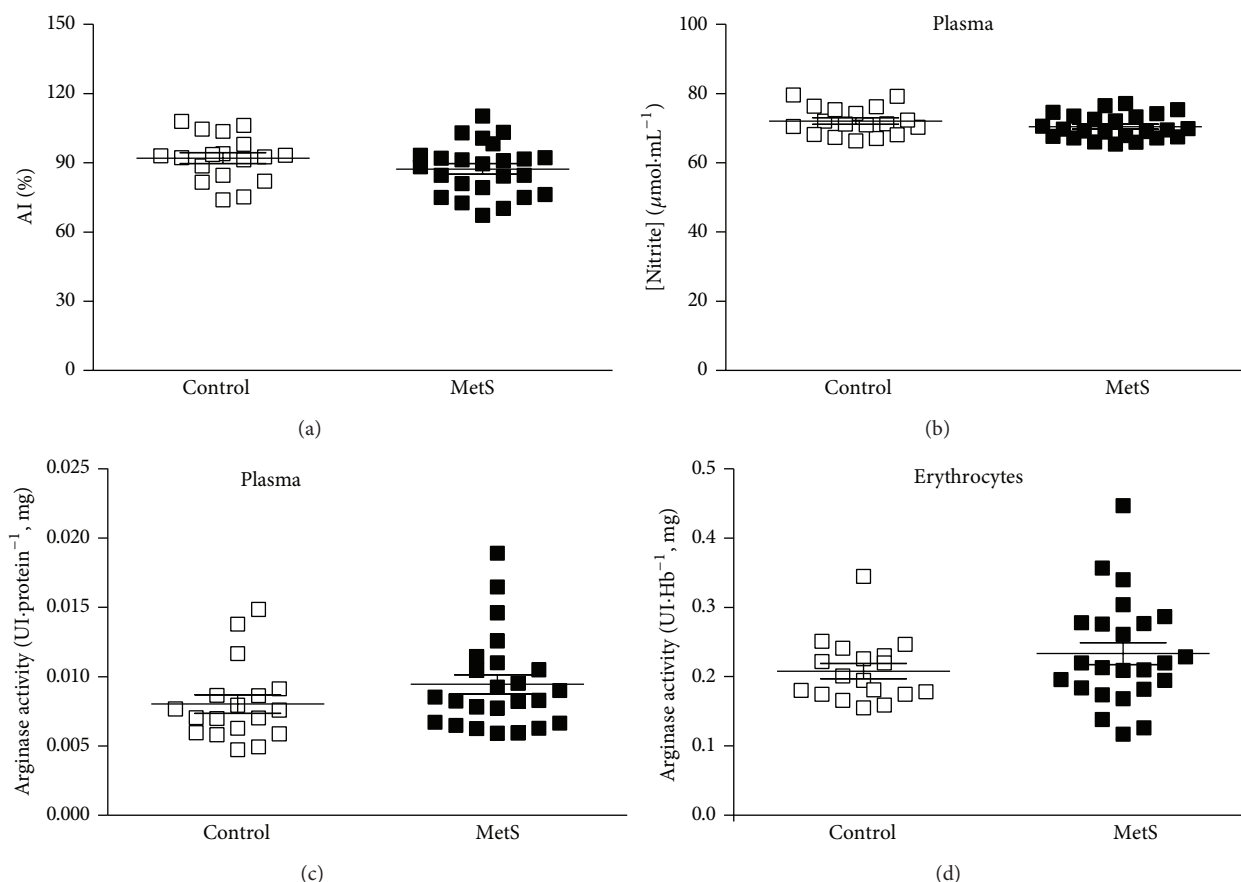 150
120
90
60
30
0
AI (%)
Control
MetS
(a)
Plasma
100
80
60
40
20
0
[Nitrite] (μmol·mL⁻¹)
Control
MetS
(b)
Plasma
0.025
0.020
0.015
0.010
0.005
0.000
Arginase activity (UI·protein⁻¹, mg)
Control
MetS
(c)
Erythrocytes
0.5
0.4
0.3
0.2
0.1
0.0
Arginase activity (UI·Hb⁻¹, mg)
Control
MetS
(d)